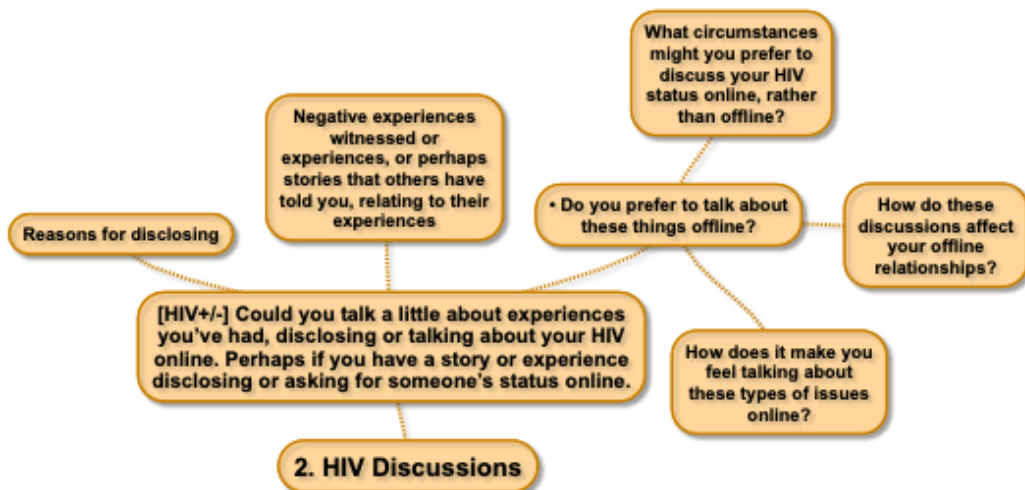 What circumstances
might you prefer to
discuss your HIV
status online, rather
than offline?
Negative experiences
witnessed or
experiences, or perhaps
stories that others have
told you, relating to their
experiences
• Do you prefer to talk about
these things offline?
How do these
discussions affect
your offline
relationships?
Reasons for disclosing
[HIV+/-] Could you talk a little about experiences
you've had, disclosing or talking about your HIV
online. Perhaps if you have a story or experience
disclosing or asking for someone's status online.
How does it make you
feel talking about
these types of issues
online?
2. HIV Discussions